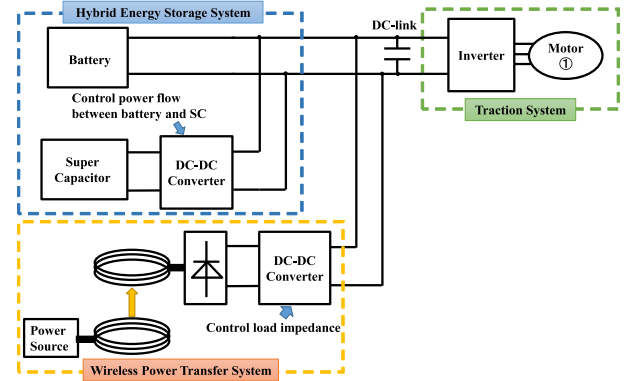 Hybrid Energy Storage System
Battery
Control power flow
between battery and SC
Super
Capacitor
DC-DC
Converter
DC-link
Inverter
Motor
①
Traction System
DC-DC
Converter
Control load impedance
Power
Source
Wireless Power Transfer System